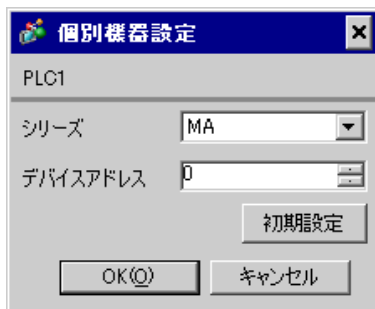 個別機器設定
PLC1
シリーズ MA
デバイスアドレス 0
初期設定
OK(O) キャンセル